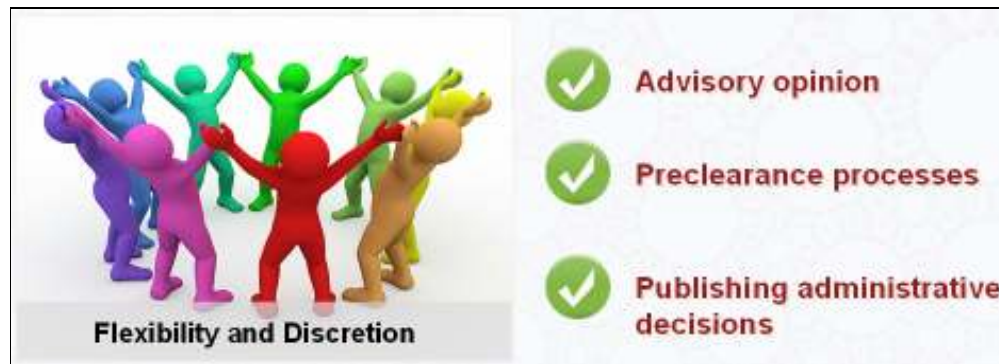 Advisory opinion
Preclearance processes
Publishing administrative
decisions
Flexibility and Discretion